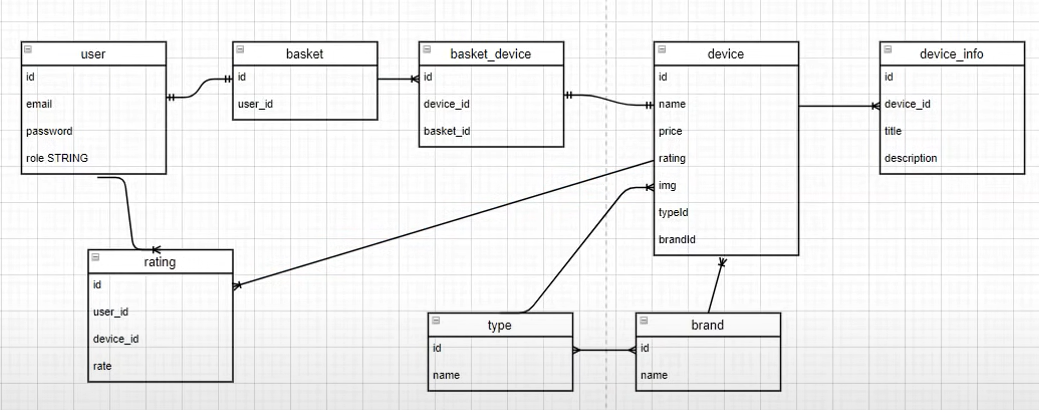 user
id
email
password
role STRING
basket
id
user_id
basket_device
id
device_id
basket_id
device
id
name
price
rating
img
typeId
brandId
device_info
id
device_id
title
description
rating
id
user_id
device_id
rate
type
id
name
brand
id
name